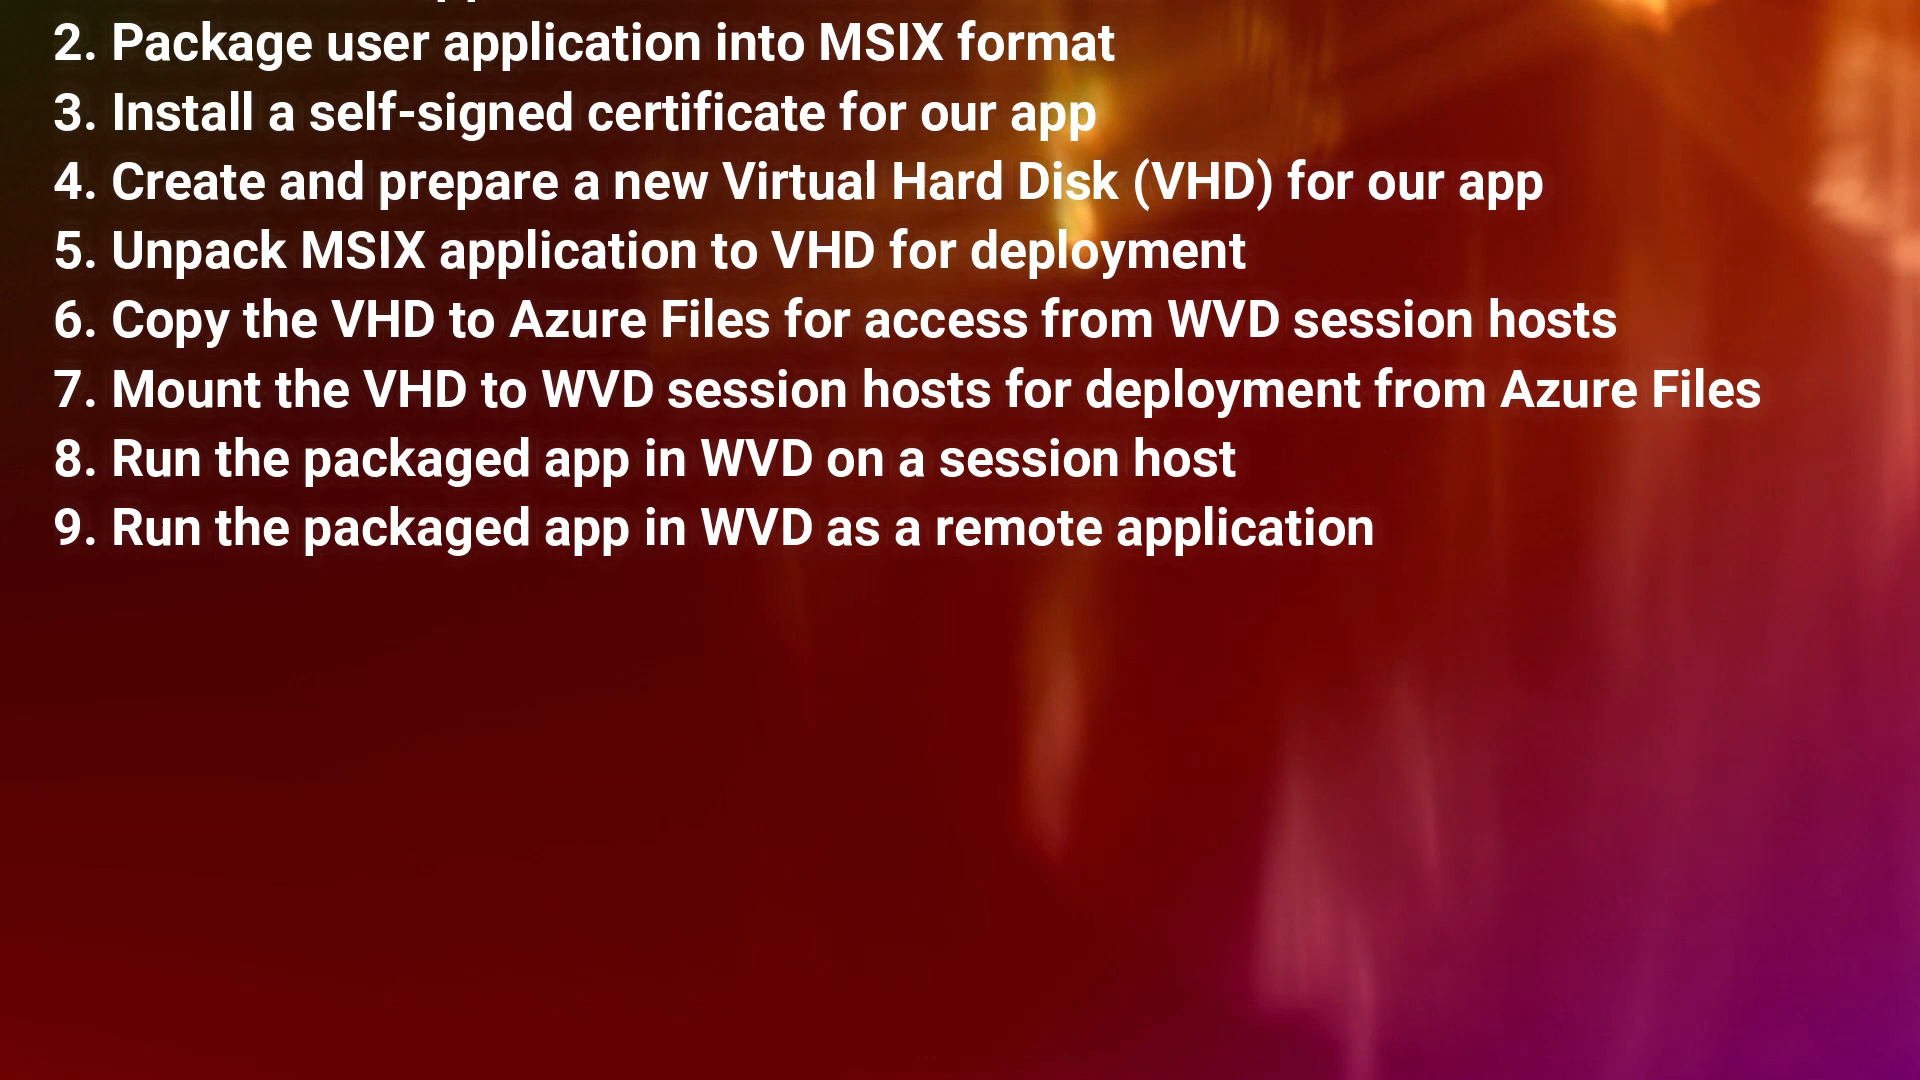 2. Package user application into MSIX format
3. Install a self-signed certificate for our app
4. Create and prepare a new Virtual Hard Disk (VHD) for our app
5. Unpack MSIX application to VHD for deployment
6. Copy the VHD to Azure Files for access from WVD session hosts
7. Mount the VHD to WVD session hosts for deployment from Azure Files
8. Run the packaged app in WVD on a session host
9. Run the packaged app in WVD as a remote application